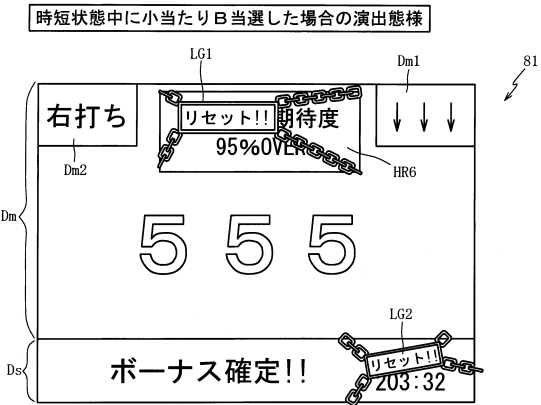 時短状態中に小当たりB当選した場合の演出態様
LG1
Dm1
81
右打ち
リセット!! 期待度
↓ ↓ ↓
95%OVER
Dm2
HR6
Dm
5 5 5
LG2
Ds
ボーナス確定!!
リセット!!
203:32